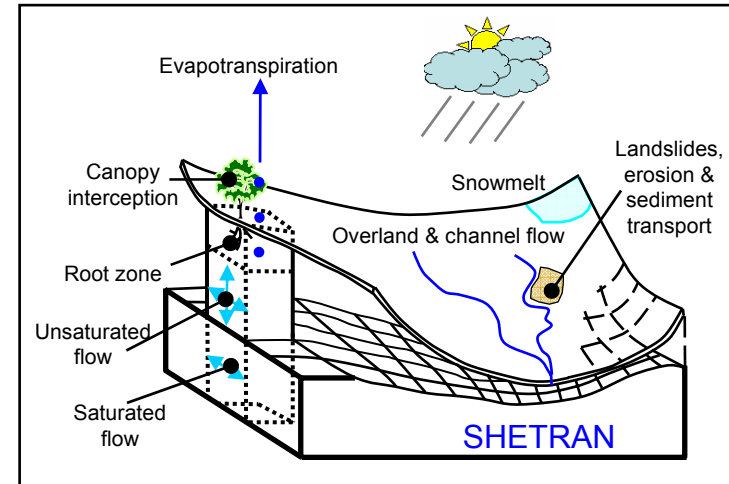 Evapotranspiration
Canopy
interception
Landslides,
erosion &
sediment
transport
Snowmelt
Overland & channel flow
Root zone
Unsaturated
flow
Saturated
flow
SHETRAN